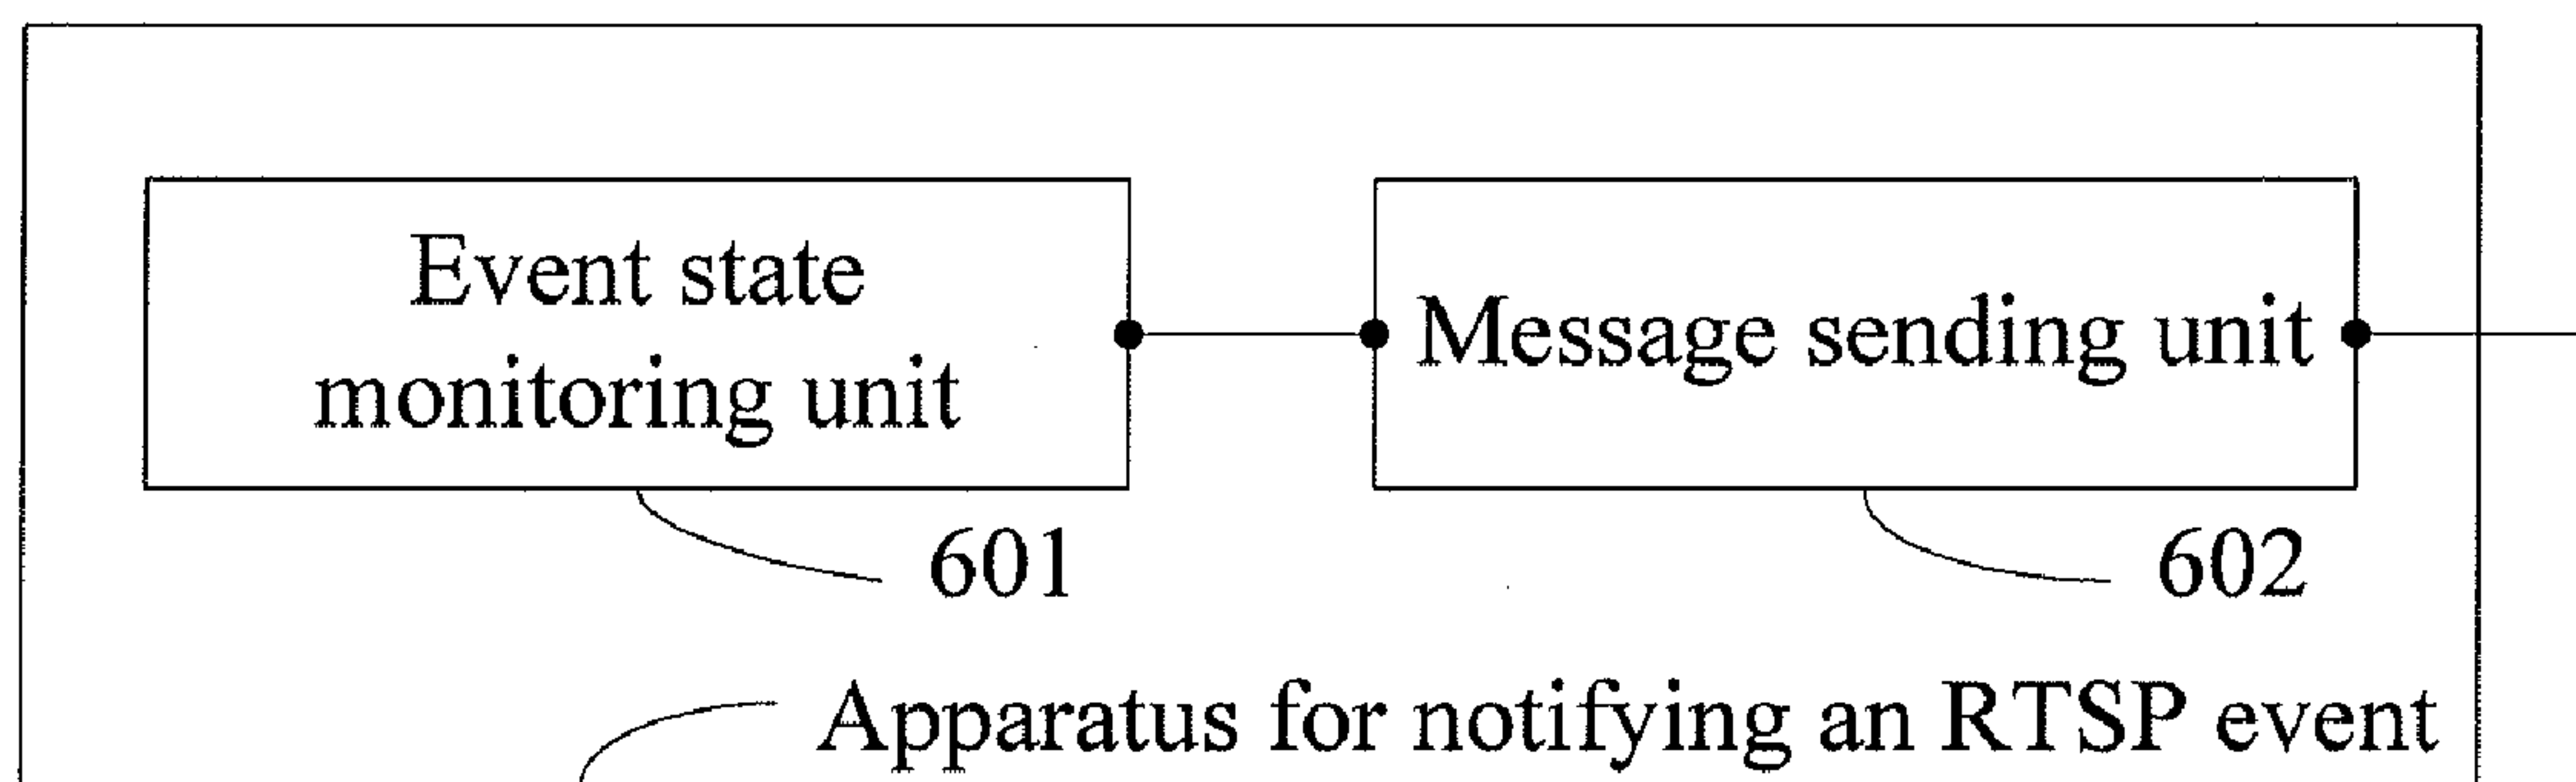 Event state
monitoring unit
Message sending unit
601
602
Apparatus for notifying an RTSP event